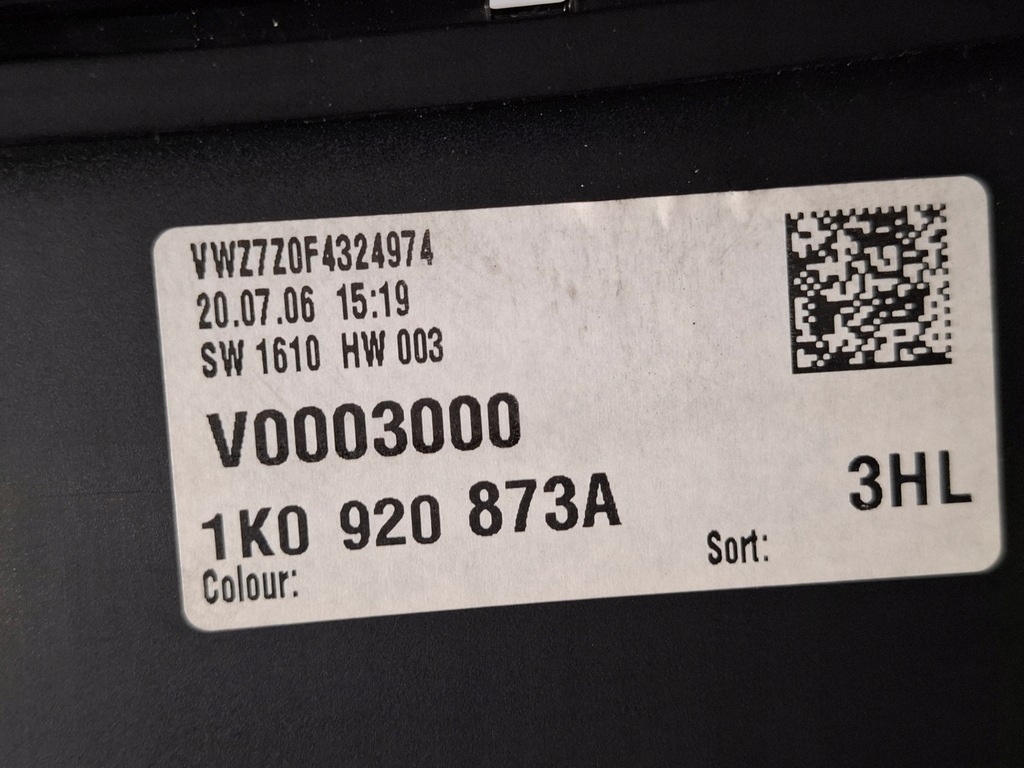 VWZ7Z0F4324974
20.07.06 15:19
SW 1610 HW 003
V0003000
1K0 920 873A
3HL
Colour:
Sort: